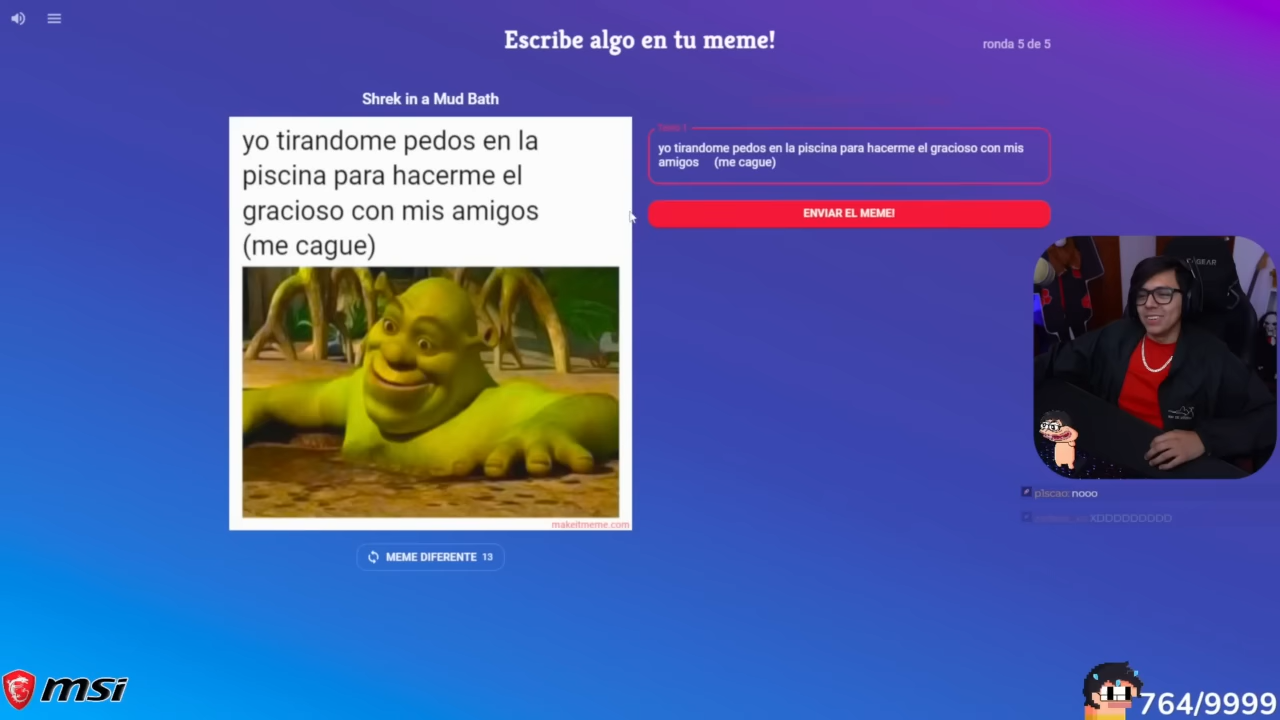 Escribe algo en tu meme!
ronda 5 de 5
Shrek in a Mud Bath
yo tirandome pedos en la
piscina para hacerme el
gracioso con mis amigos
(me cague)
makeitmeme.com
MEME DIFERENTE 13
yo tirandome pedos en la piscina para hacerme el gracioso con mis
amigos (me cague)
ENVIAR EL MEME!
p1scao: nooo
XDDDDDDDDD
msi
764/9999